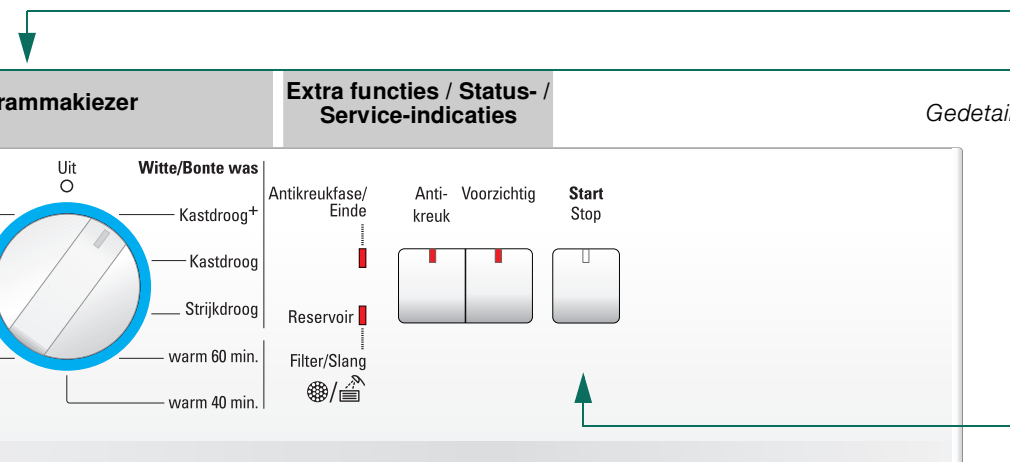 rammakiezer
Extra functies / Status- /
Service-indicaties
Gedetai
Uit
Witte/Bonte was
Kastdroog+
Kastdroog
Strijkdroog
warm 60 min.
warm 40 min.
Antikreukfase/
Einde
Reservoir
Filter/Slang
/
Anti-
kreuk
Voorzichtig
Start
Stop